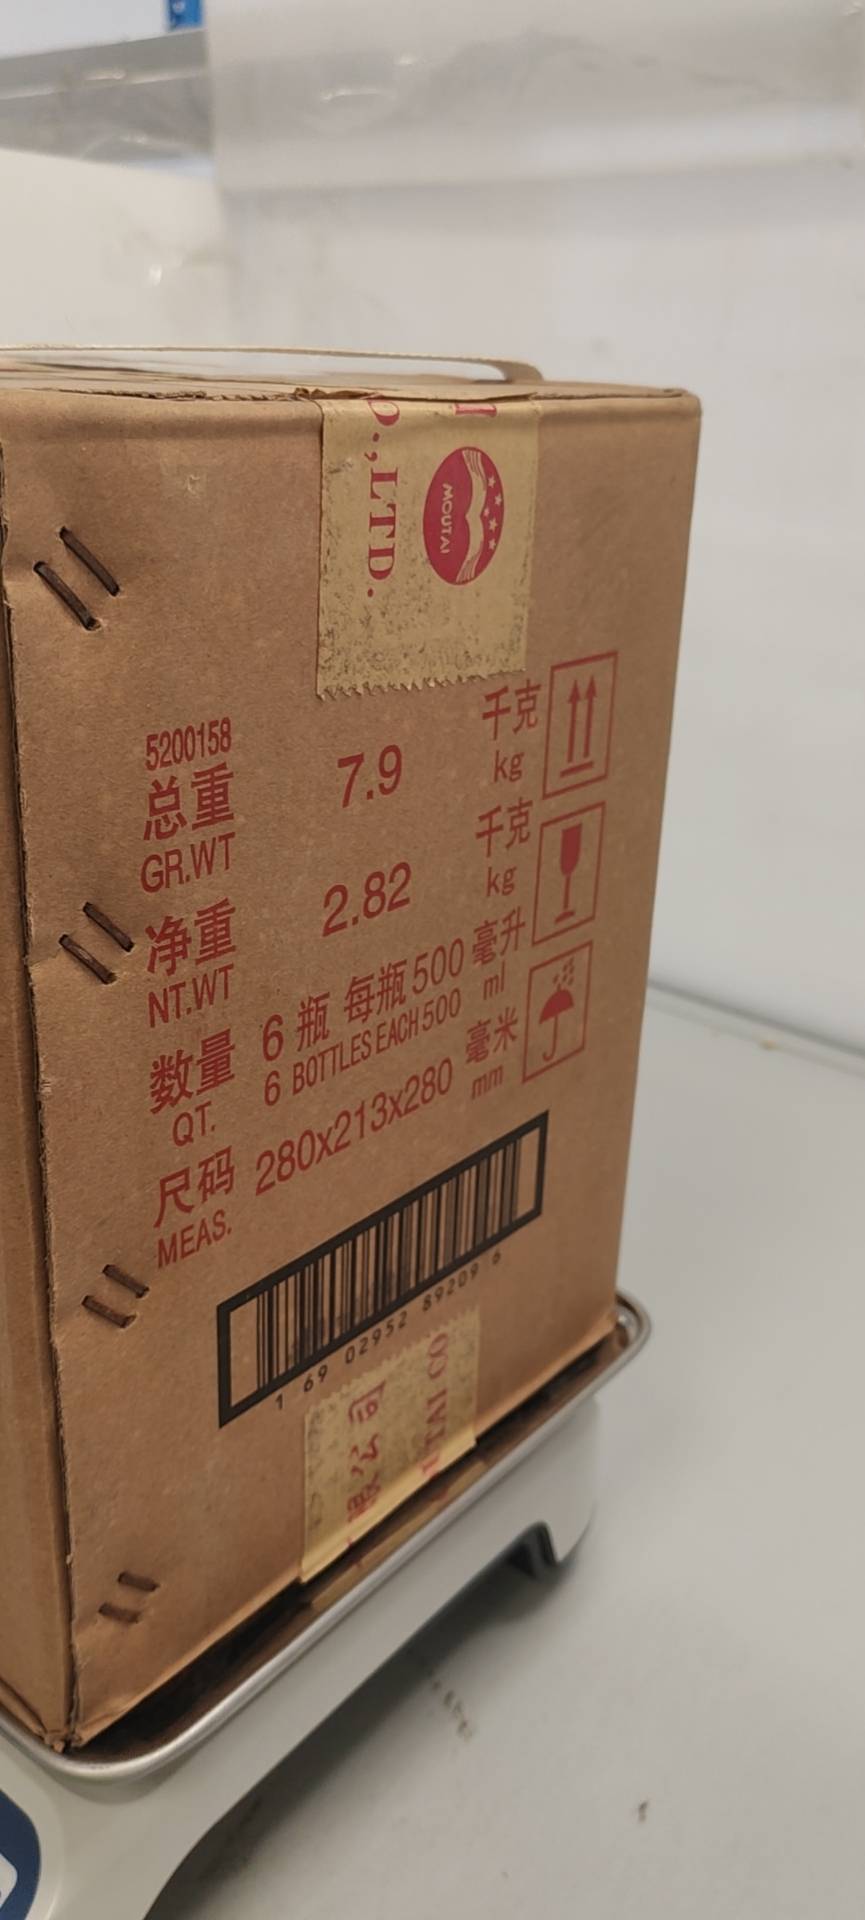 D.,LTD.
MOUTAI
5200158
总重 7.9 千克
GR.WT kg
净重 2.82 千克
NT.WT kg
数量 6瓶 每瓶500 毫升
QT. 6 BOTTLES EACH 500 ml
尺码 280x213x280 毫米
MEAS. mm
1 69 02952 89209 6
TAI CO